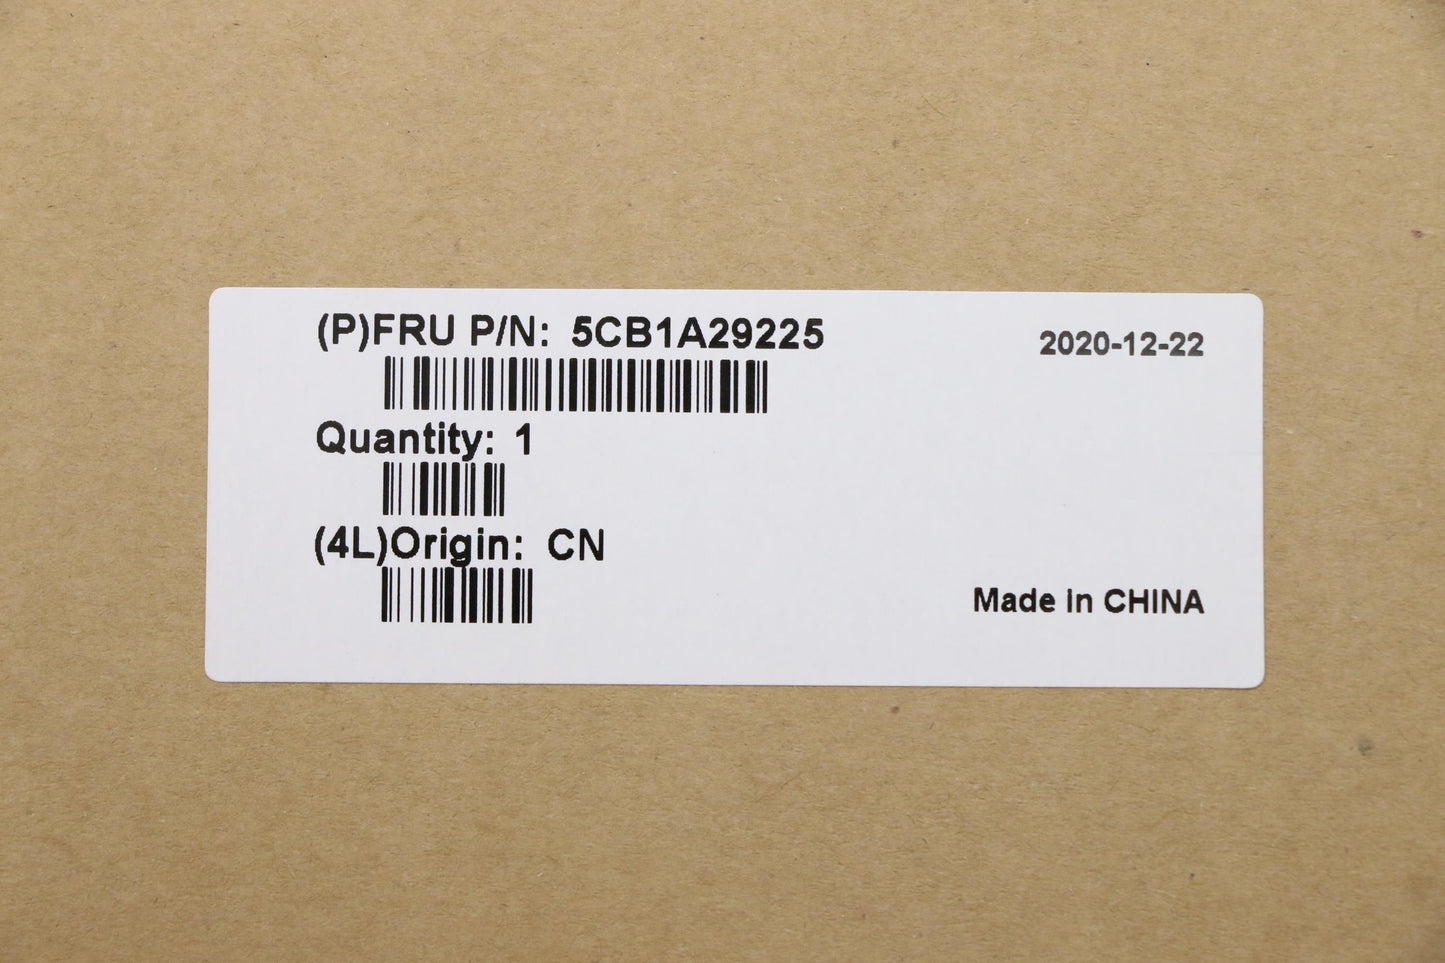 (P)FRU P/N: 5CB1A29225
2020-12-22
Quantity: 1
(4L)Origin: CN
Made in CHINA